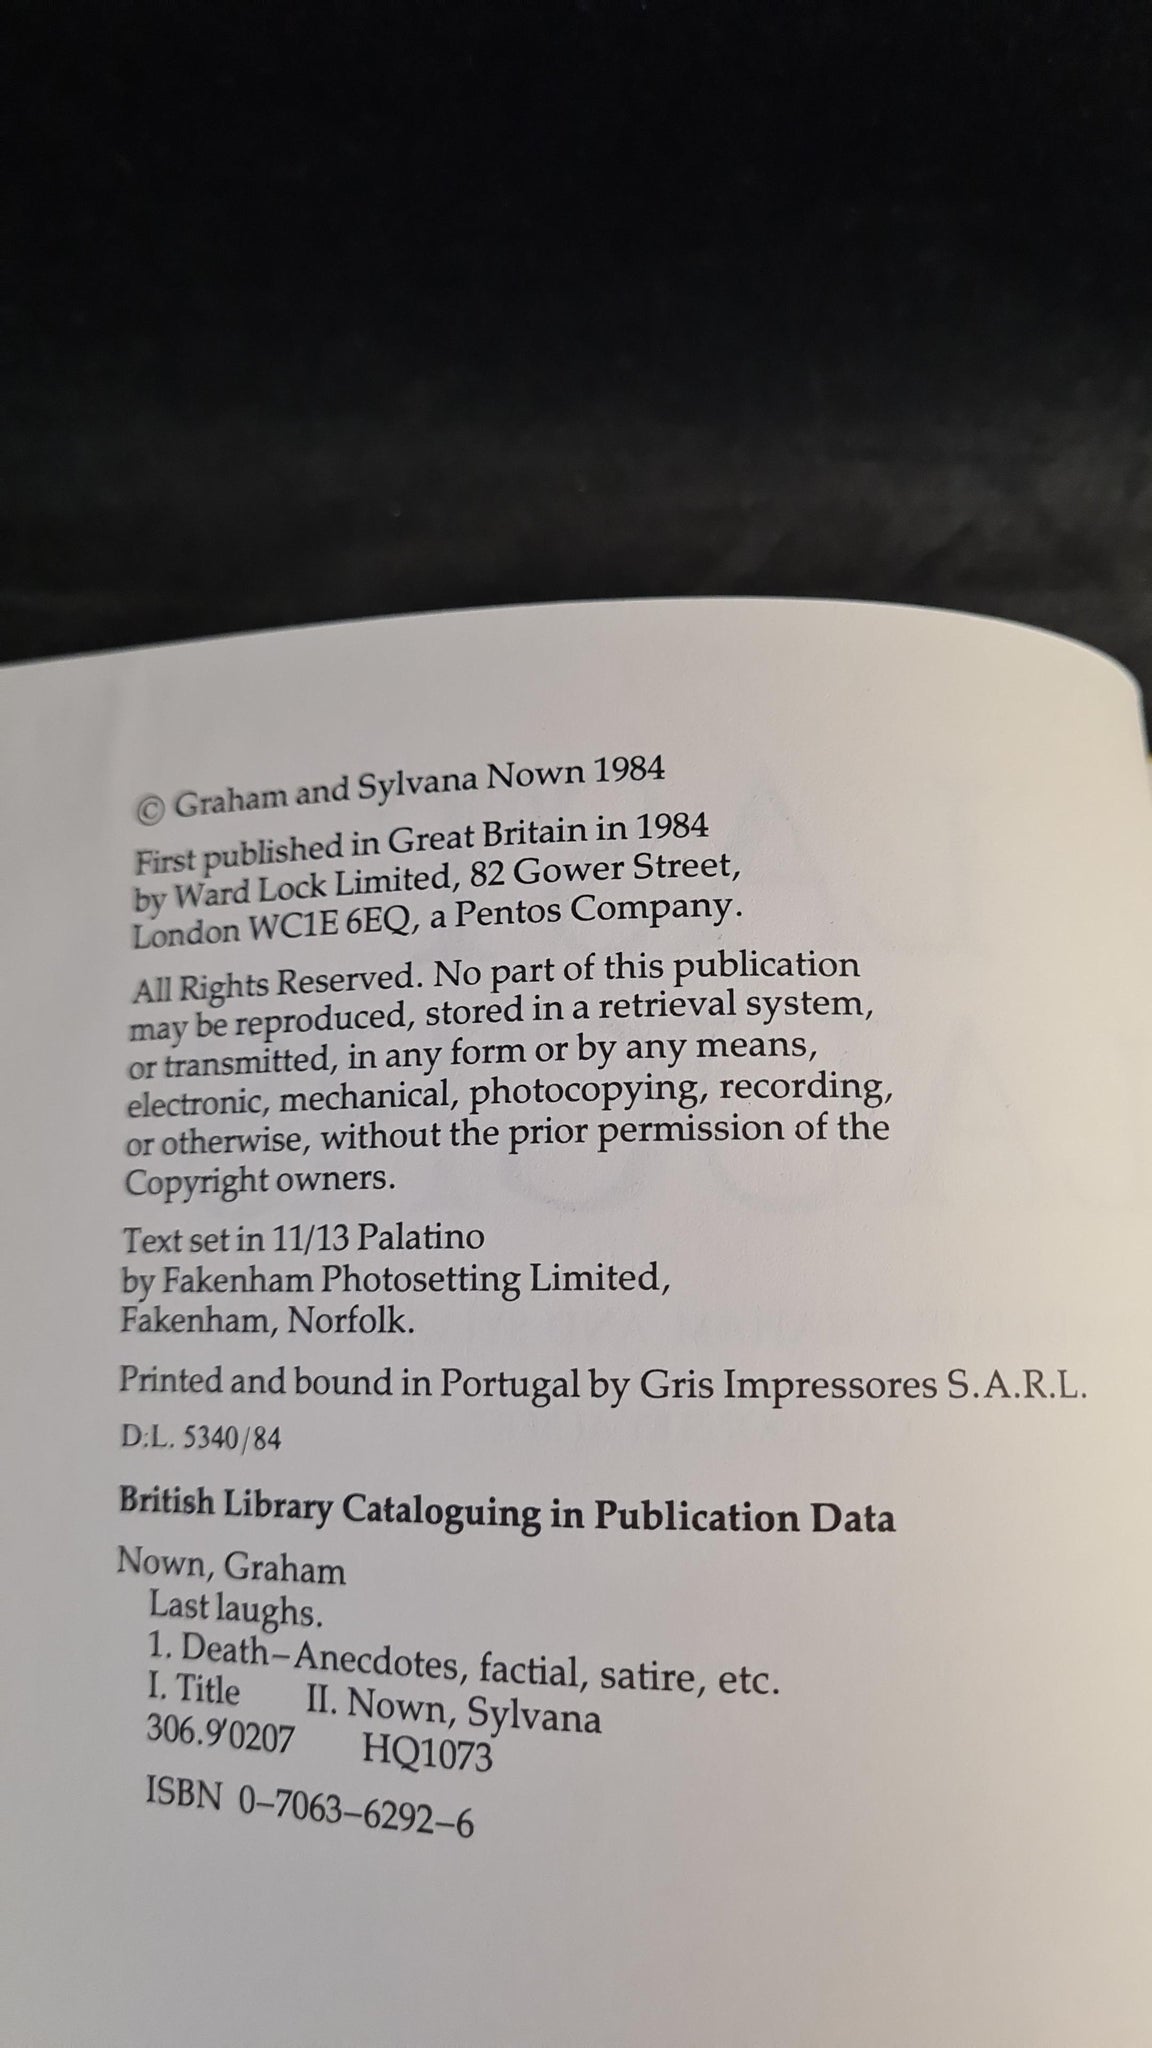 © Graham and Sylvana Nown 1984
First published in Great Britain in 1984
by Ward Lock Limited, 82 Gower Street,
London WC1E 6EQ, a Pentos Company.
All Rights Reserved. No part of this publication
may be reproduced, stored in a retrieval system,
or transmitted, in any form or by any means,
electronic, mechanical, photocopying, recording,
or otherwise, without the prior permission of the
Copyright owners.
Text set in 11/13 Palatino
by Fakenham Photosetting Limited,
Fakenham, Norfolk.
Printed and bound in Portugal by Gris Impressores S.A.R.L.
D.L. 5340/84
British Library Cataloguing in Publication Data
Nown, Graham
Last laughs.
1. Death–Anecdotes, factial, satire, etc.
I. Title II. Nown, Sylvana
306.9'0207 HQ1073
ISBN 0–7063–6292–6